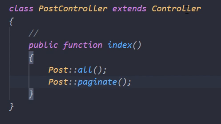 class PostController extends Controller
{
    //
    public function index()
    {
        Post::all();
        Post::paginate();
    }
}